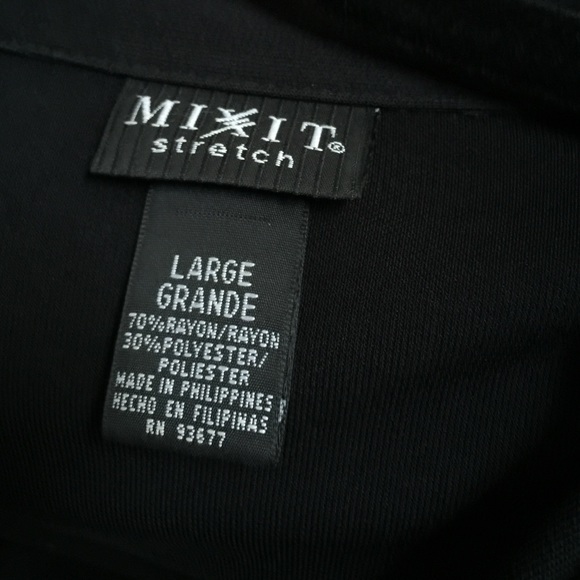 MIXIT®
stretch
LARGE
GRANDE
70%RAYON/RAYON
30%POLYESTER/
POLIESTER
MADE IN PHILIPPINES
HECHO EN FILIPINAS
RN 93677